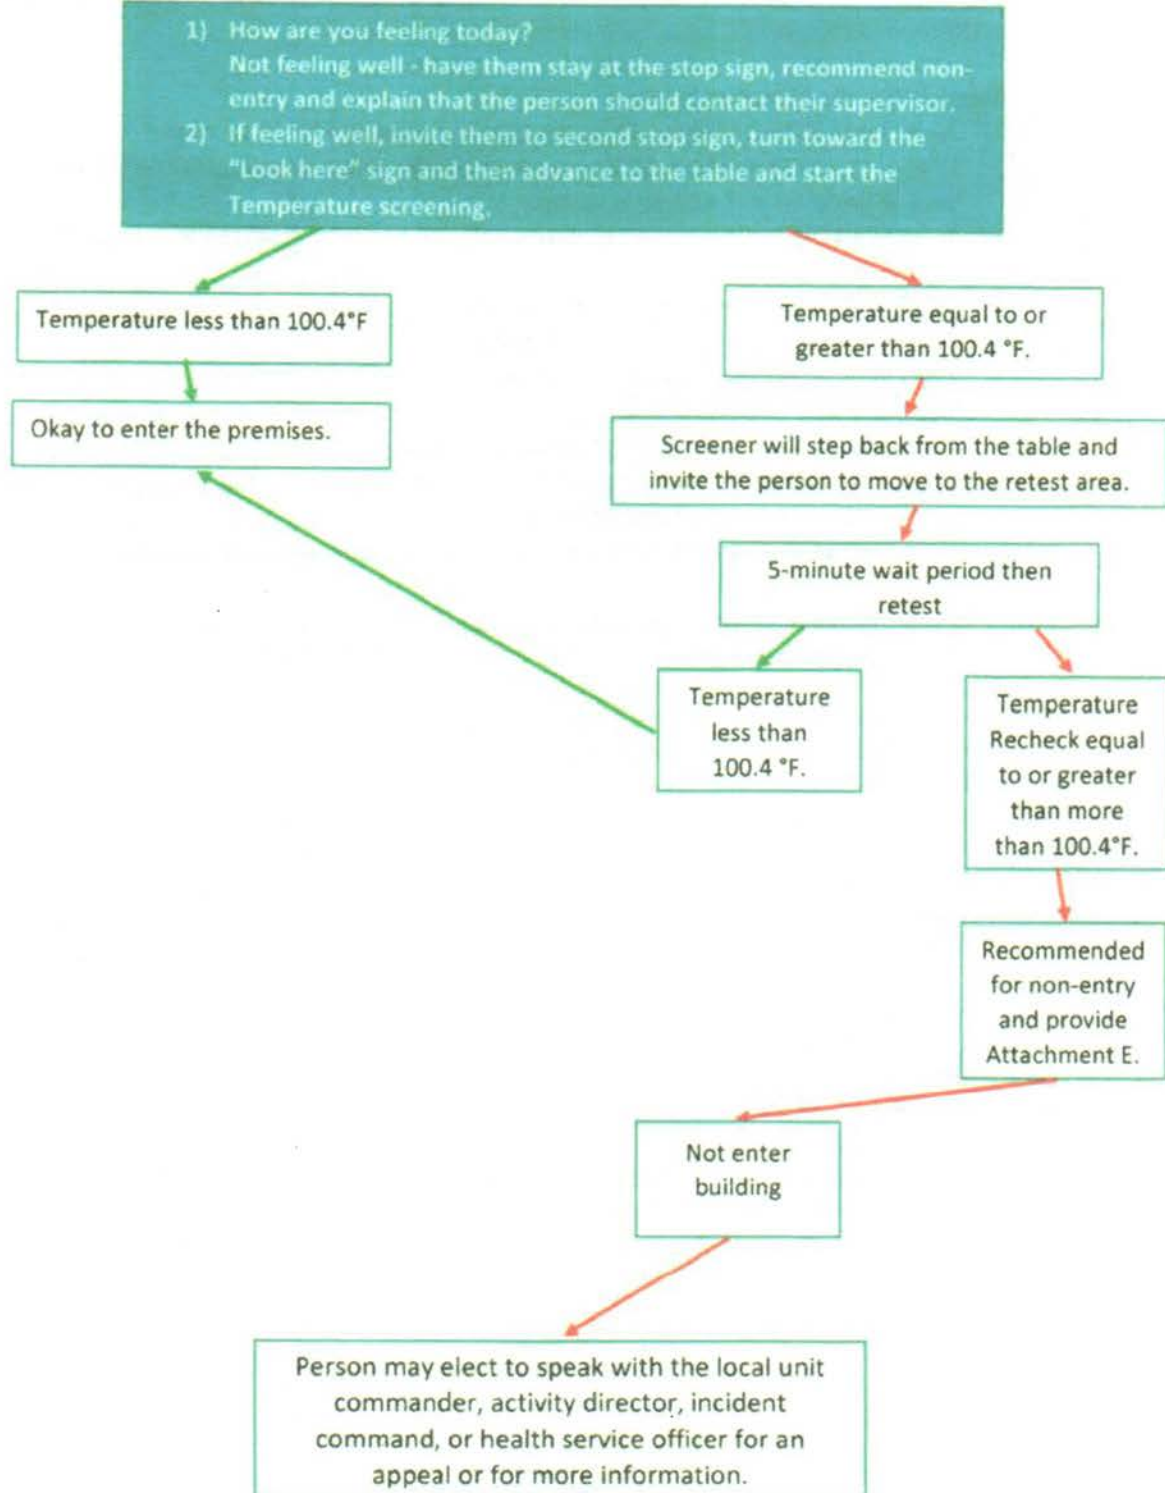 1) How are you feeling today?
Not feeling well - have them stay at the stop sign, recommend non-
entry and explain that the person should contact their supervisor.
2) If feeling well, invite them to second stop sign, turn toward the
"Look here" sign and then advance to the table and start the
Temperature screening.
Temperature less than 100.4°F
Okay to enter the premises.
Temperature equal to or
greater than 100.4 °F.
Screener will step back from the table and
invite the person to move to the retest area.
5-minute wait period then
retest
Temperature
less than
100.4 °F.
Temperature
Recheck equal
to or greater
than more
than 100.4°F.
Recommended
for non-entry
and provide
Attachment E.
Not enter
building
Person may elect to speak with the local unit
commander, activity director, incident
command, or health service officer for an
appeal or for more information.